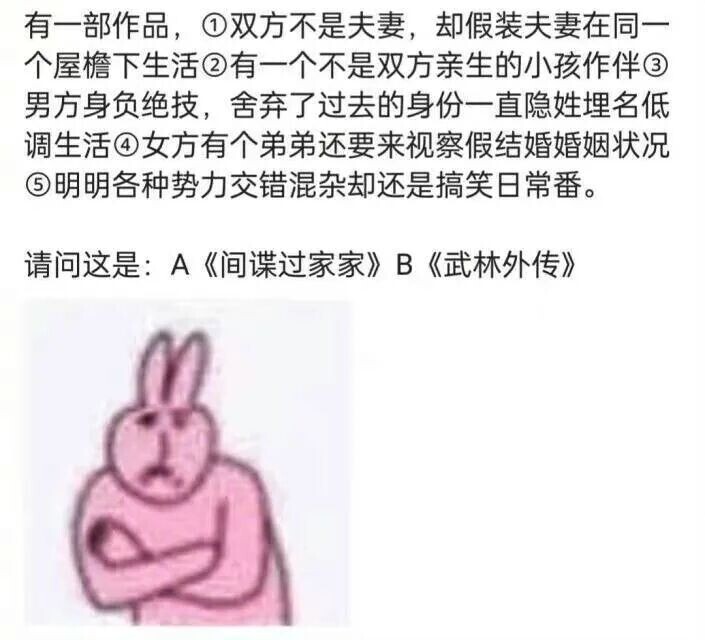 有一部作品，①双方不是夫妻，却假装夫妻在同一
个屋檐下生活②有一个不是双方亲生的小孩作伴③
男方身负绝技，舍弃了过去的身份一直隐姓埋名低
调生活④女方有个弟弟还要来视察假结婚婚姻状况
⑤明明各种势力交错混杂却还是搞笑日常番。
请问这是：A《间谍过家家》B《武林外传》